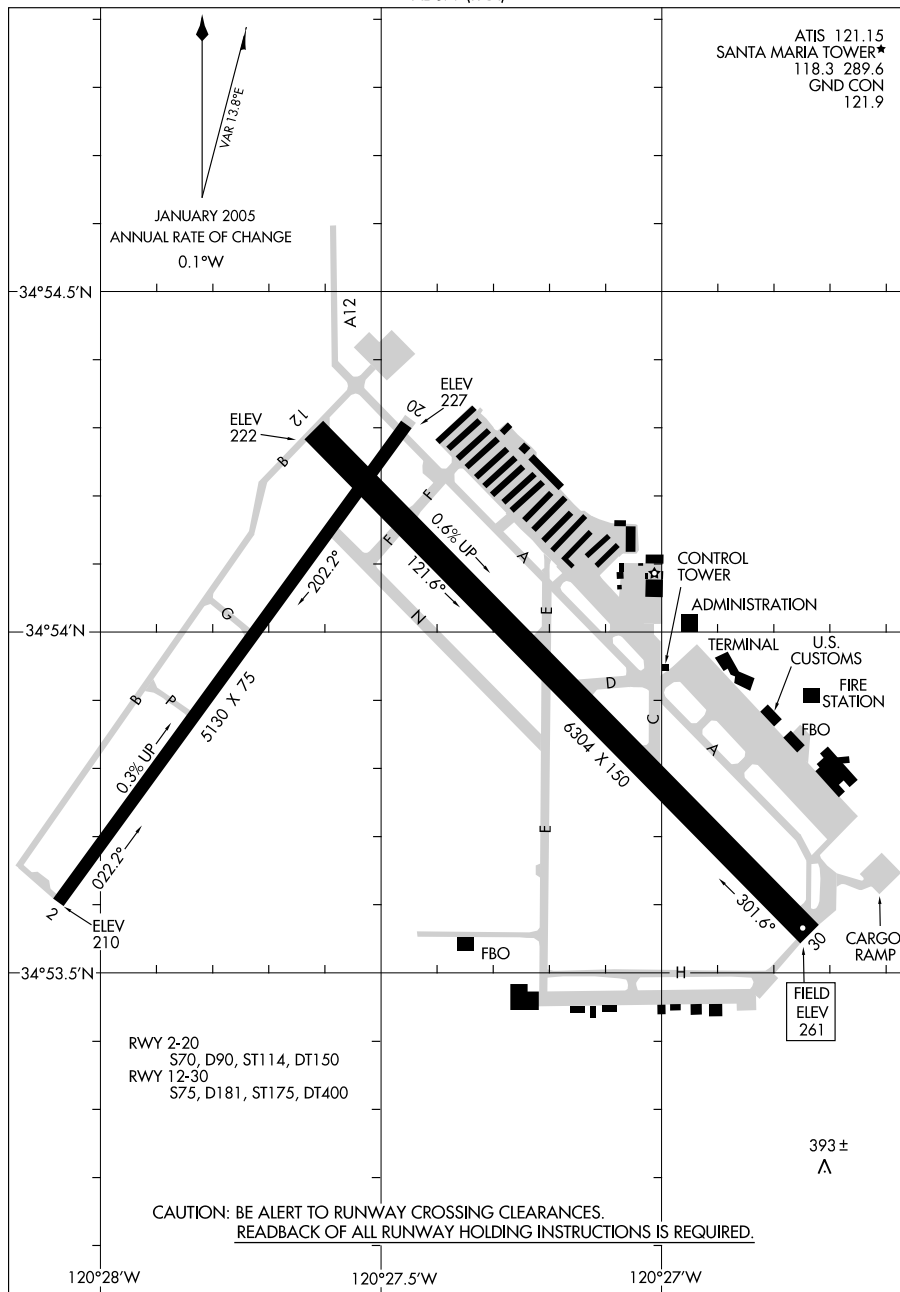 ATIS 121.15
SANTA MARIA TOWER★
118.3 289.6
GND CON
121.9
VAR 13.8°E
JANUARY 2005
ANNUAL RATE OF CHANGE
0.1°W
34°54.5'N
A12
ELEV
227
20
12
ELEV
222
B
F
F
0.6% UP
A
121.6°
202.2°
CONTROL
TOWER
ADMINISTRATION
E
N
G
34°54'N
TERMINAL
U.S.
CUSTOMS
FIRE
STATION
FBO
D
C
A
B
P
5130 X 75
6304 X 150
0.3% UP
E
022.2°
2
ELEV
210
301.6°
30
CARGO
RAMP
FBO
34°53.5'N
H
FIELD
ELEV
261
RWY 2-20
S70, D90, ST114, DT150
RWY 12-30
S75, D181, ST175, DT400
393 ±
CAUTION: BE ALERT TO RUNWAY CROSSING CLEARANCES.
READBACK OF ALL RUNWAY HOLDING INSTRUCTIONS IS REQUIRED.
120°28'W
120°27.5'W
120°27'W